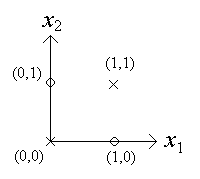 x₂
(0,1)
(1,1)
x₁
(0,0)
(1,0)